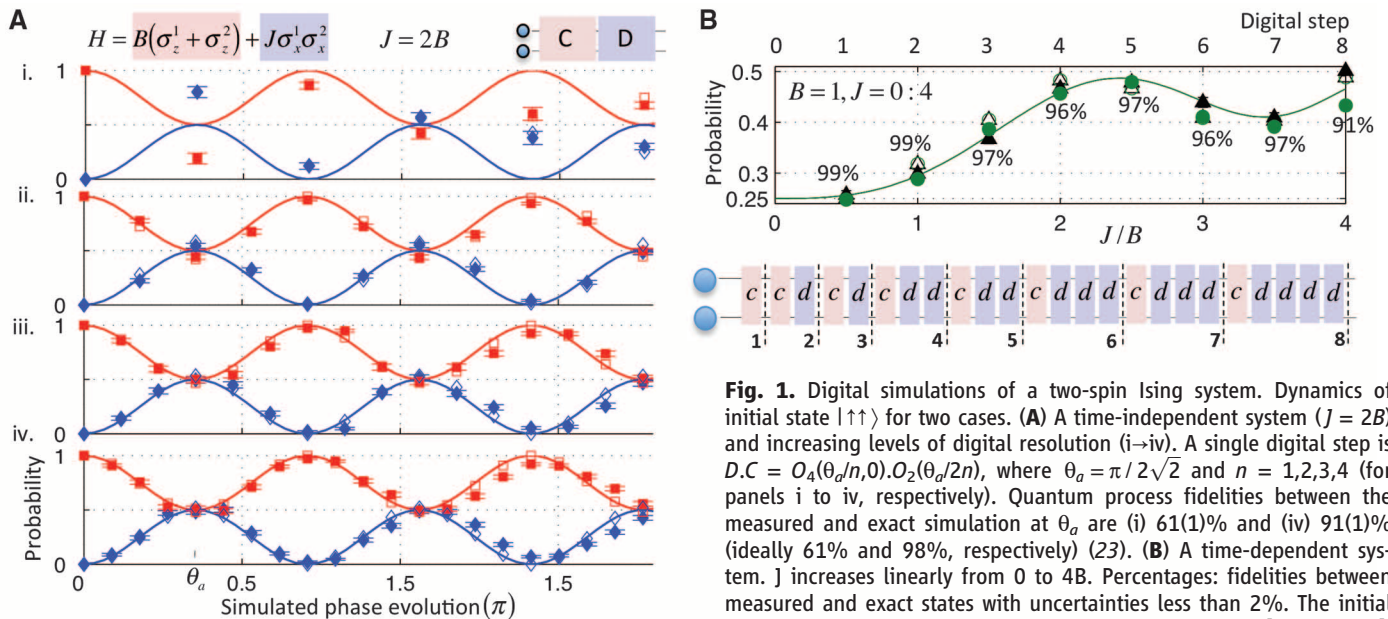 A
H = B(σ_z^1 + σ_z^2) + Jσ_x^1σ_x^2 J = 2B
C D
i.
1
0
ii.
1
0
iii.
1
0
iv.
1
0
Probability
0 θ_a 0.5 1.5 1.5
Simulated phase evolution (π)
B
Digital step
0 1 2 3 4 5 6 7 8
Probability
0.5
0.4
0.3
0.25
B = 1, J = 0 : 4
99% 99% 97% 96% 97% 96% 97% 91%
0 1 2 3 4
J / B
c c d c d c d d c d d c d d d c d d d c d d d d
1 2 3 4 5 6 7 8
Fig. 1. Digital simulations of a two-spin Ising system. Dynamics of
initial state |↑↑⟩ for two cases. (A) A time-independent system (J = 2B)
and increasing levels of digital resolution (i→iv). A single digital step is
D.C = O₄(θ_a/n,0).O₂(θ_a/2n), where θ_a = π/2√2 and n = 1,2,3,4 (for
panels i to iv, respectively). Quantum process fidelities between the
measured and exact simulation at θ_a are (i) 61(1)% and (iv) 91(1)%
(ideally 61% and 98%, respectively) (23). (B) A time-dependent sys-
tem. J increases linearly from 0 to 4B. Percentages: fidelities between
measured and exact states with uncertainties less than 2%. The initial